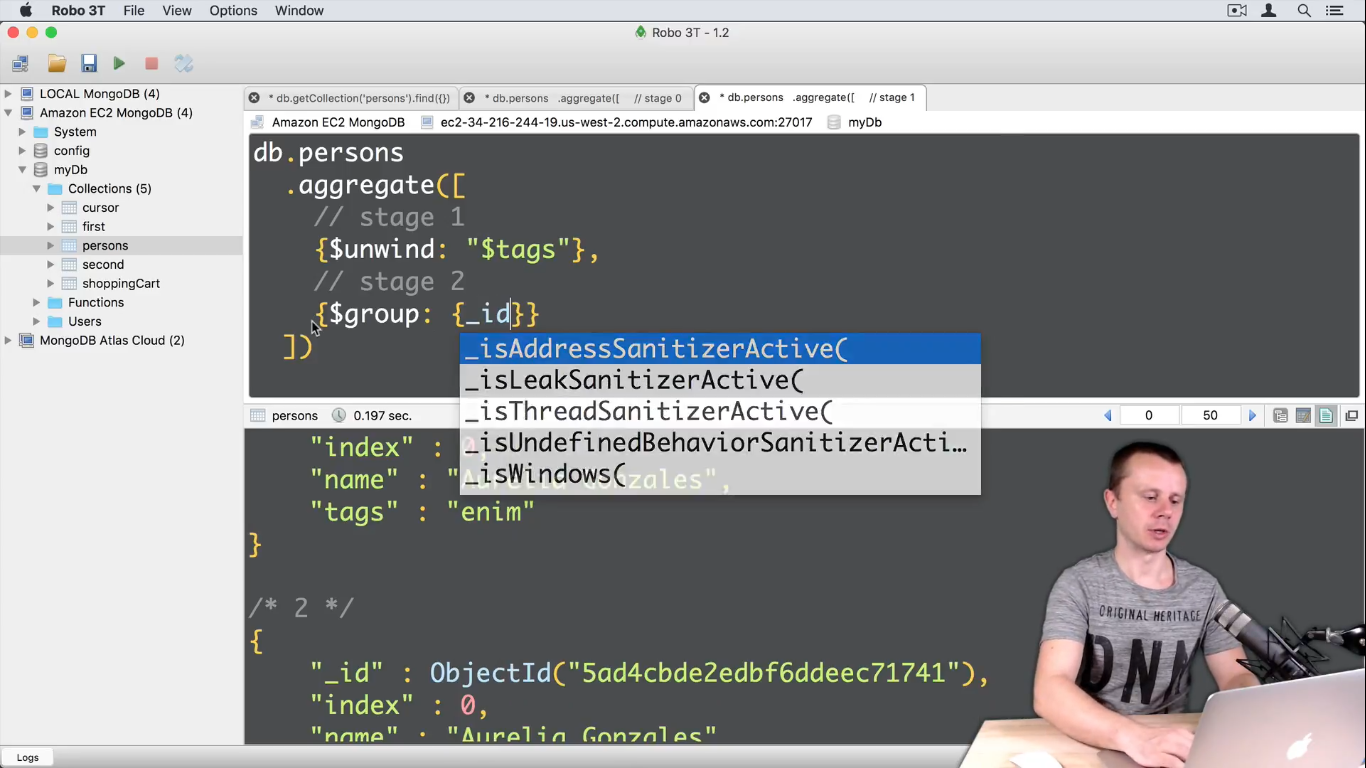 Robo 3T File View Options Window
Robo 3T - 1.2
LOCAL MongoDB (4)
Amazon EC2 MongoDB (4)
System
config
myDb
Collections (5)
cursor
first
persons
second
shoppingCart
Functions
Users
MongoDB Atlas Cloud (2)
* db.getCollection('persons').find({}) * db.persons .aggregate([ // stage 0 * db.persons .aggregate([ // stage 1
Amazon EC2 MongoDB ec2-34-216-244-19.us-west-2.compute.amazonaws.com:27017 myDb
db.persons
.aggregate([
// stage 1
{$unwind: "$tags"},
// stage 2
{$group: {_id}}
])
_isAddressSanitizerActive(
_isLeakSanitizerActive(
_isThreadSanitizerActive(
_isUndefinedBehaviorSanitizerActi...
_isWindows(
persons 0.197 sec. 0 50
"index" : 0,
"name" : "Aurelia Gonzales",
"tags" : "enim"
}
/* 2 */
{
"_id" : ObjectId("5ad4cbde2edbf6ddeec71741"),
"index" : 0,
"name" : "Aurelia Gonzales"
ORIGINAL HERITAGE
DNM
Logs